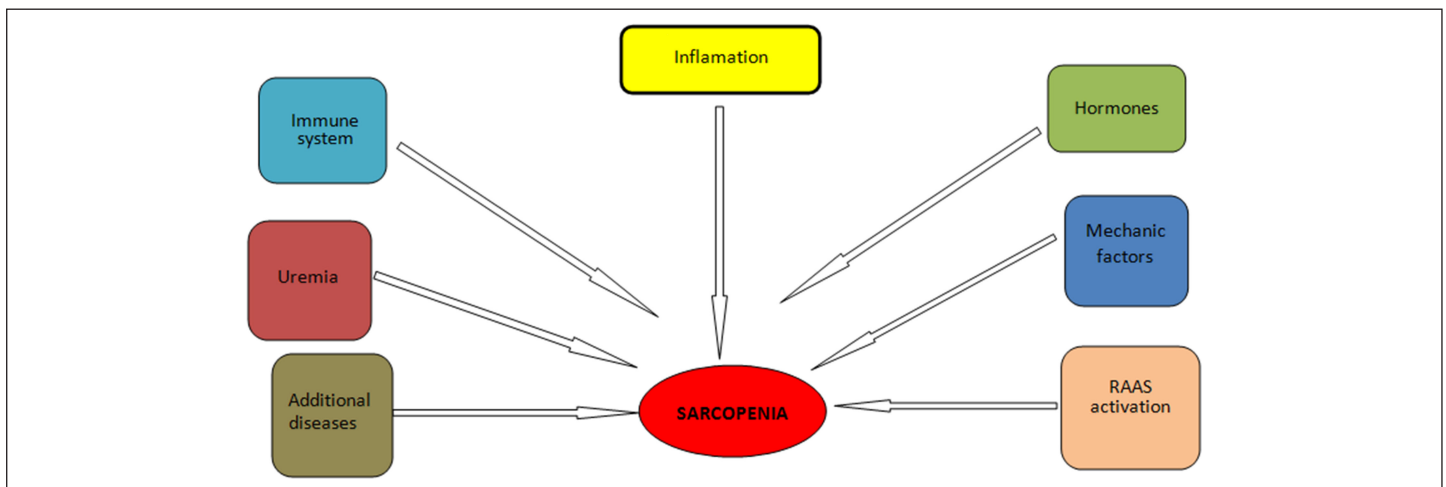 Inflamation
Immune
system
Hormones
Uremia
Mechanic
factors
Additional
diseases
SARCOPENIA
RAAS
activation